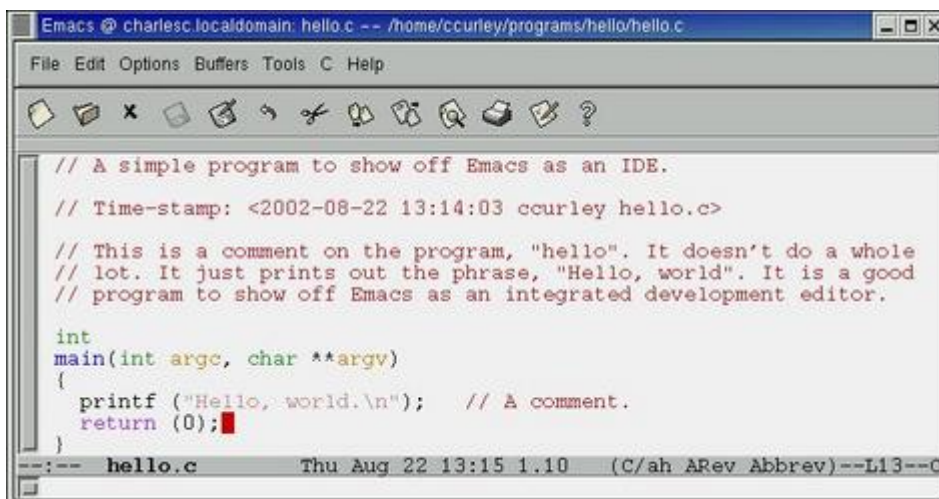 Emacs @ charlesc.localdomain: hello.c -- /home/ccurley/programs/hello/hello.c
File Edit Options Buffers Tools C Help
// A simple program to show off Emacs as an IDE.
// Time-stamp: <2002-08-22 13:14:03 ccurley hello.c>
// This is a comment on the program, "hello". It doesn't do a whole
// lot. It just prints out the phrase, "Hello, world". It is a good
// program to show off Emacs as an integrated development editor.
int
main(int argc, char **argv)
{
  printf ("Hello, world.\n");   // A comment.
  return (0);
}
--:--  hello.c        Thu Aug 22 13:15 1.10   (C/ah ARev Abbrev)--L13--C